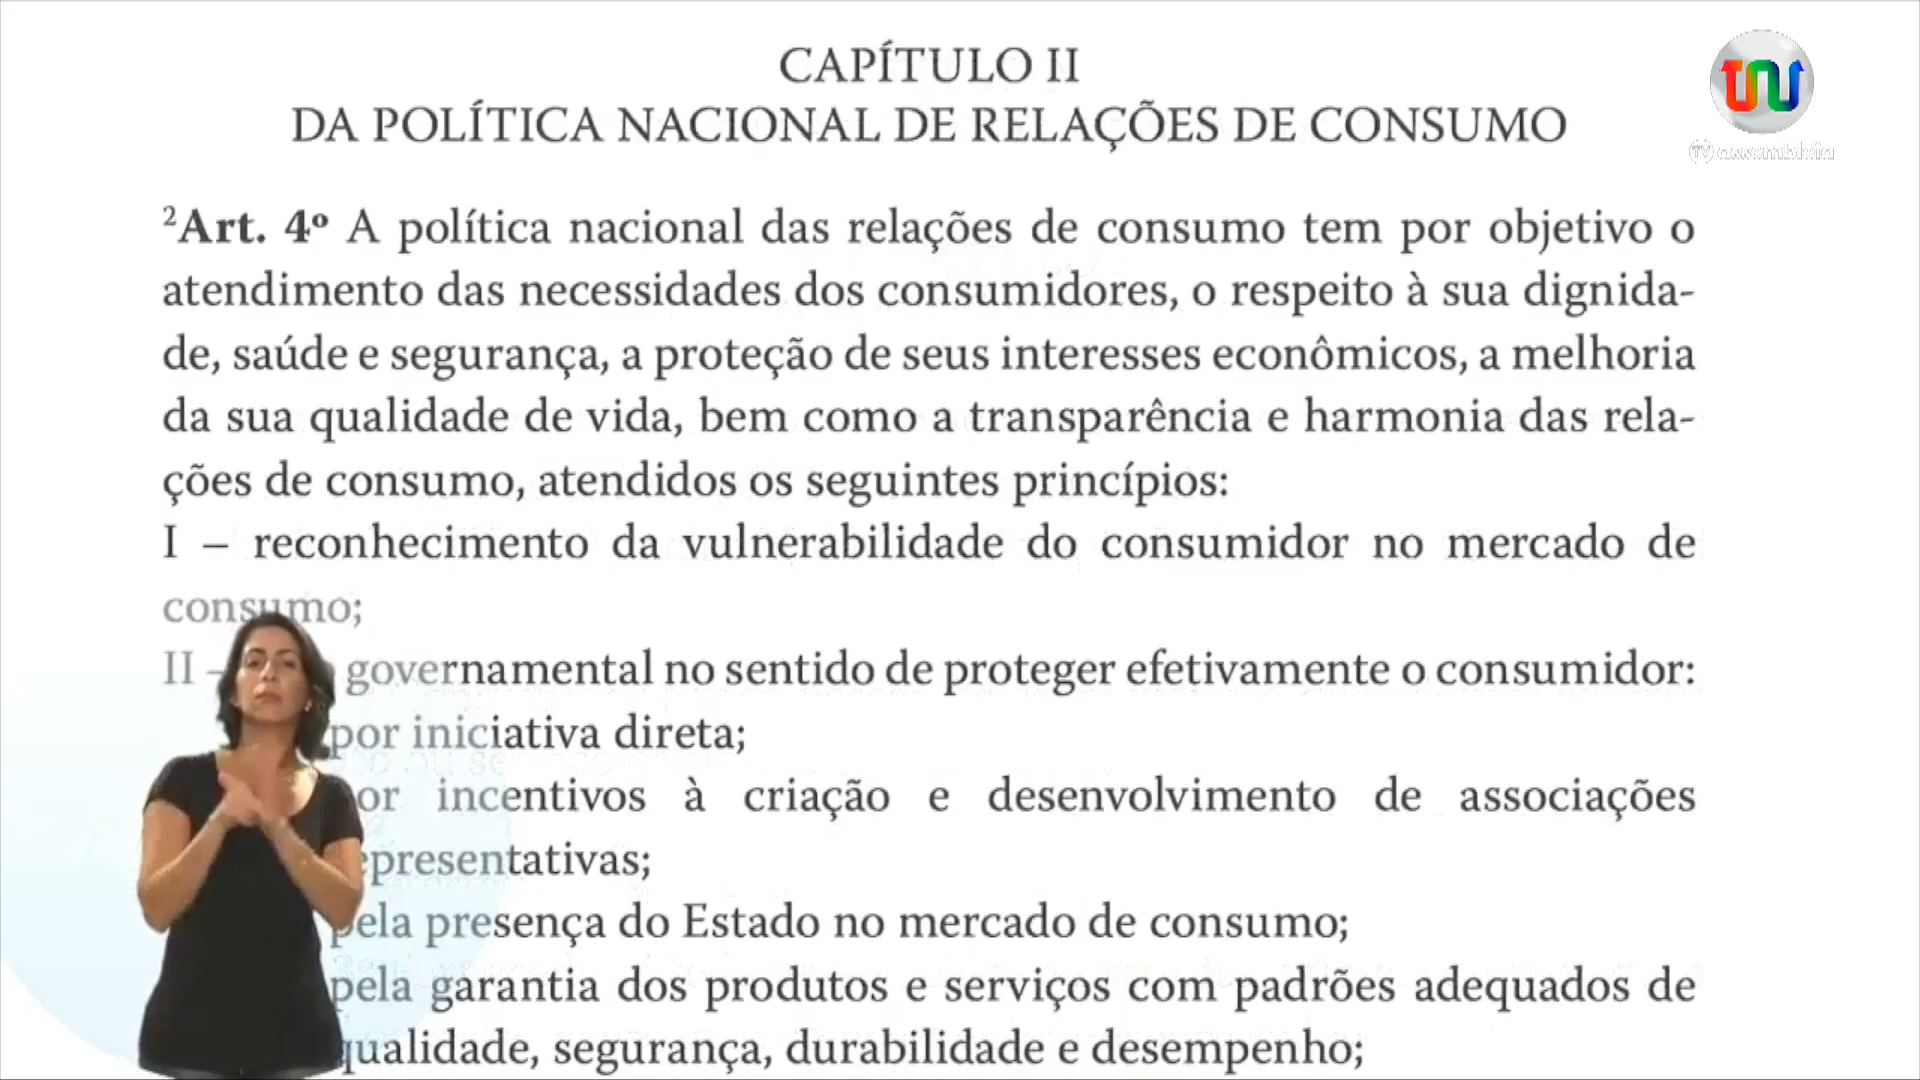 CAPÍTULO II
DA POLÍTICA NACIONAL DE RELAÇÕES DE CONSUMO
TV assembleia
²Art. 4º A política nacional das relações de consumo tem por objetivo o
atendimento das necessidades dos consumidores, o respeito à sua dignida-
de, saúde e segurança, a proteção de seus interesses econômicos, a melhoria
da sua qualidade de vida, bem como a transparência e harmonia das rela-
ções de consumo, atendidos os seguintes princípios:
I – reconhecimento da vulnerabilidade do consumidor no mercado de
consumo;
II – governamental no sentido de proteger efetivamente o consumidor:
por iniciativa direta;
or incentivos à criação e desenvolvimento de associações
epresentativas;
pela presença do Estado no mercado de consumo;
pela garantia dos produtos e serviços com padrões adequados de
qualidade, segurança, durabilidade e desempenho;